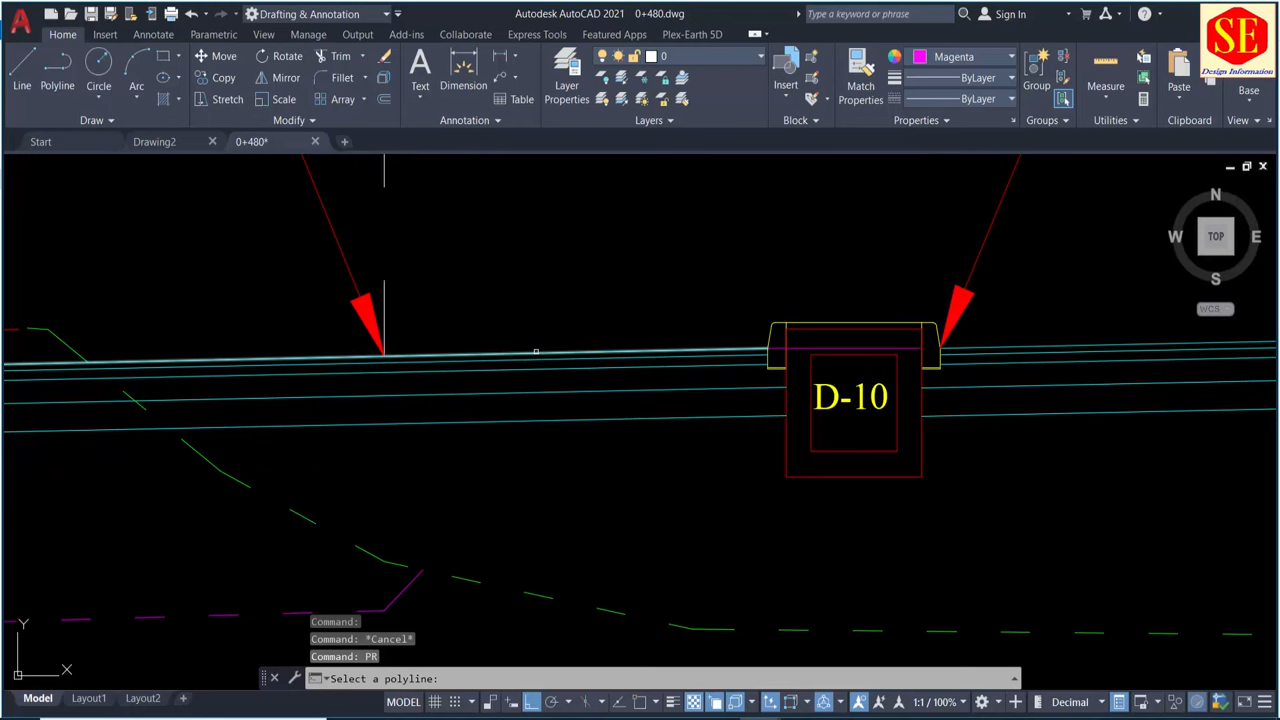 Autodesk AutoCAD 2021 0+480.dwg
Drafting & Annotation
Type a keyword or phrase
Sign In
Home Insert Annotate Parametric View Manage Output Add-ins Collaborate Express Tools Featured Apps Plex-Earth 5D
Line Polyline Circle Arc
Move Rotate Trim
Copy Mirror Fillet
Stretch Scale Array
Text Dimension Table
Layer Properties
0
Insert
Match Properties
Magenta
ByLayer
ByLayer
Group
Measure
Paste
Base
Draw Modify Annotation Layers Block Properties Groups Utilities Clipboard View
SE
Design Information
Start Drawing2 0+480*
N
W TOP E
S
WCS
D-10
Y
X
Command:
Command: *Cancel*
Command: PR
Select a polyline:
Model Layout1 Layout2
MODEL 1:1 / 100% Decimal